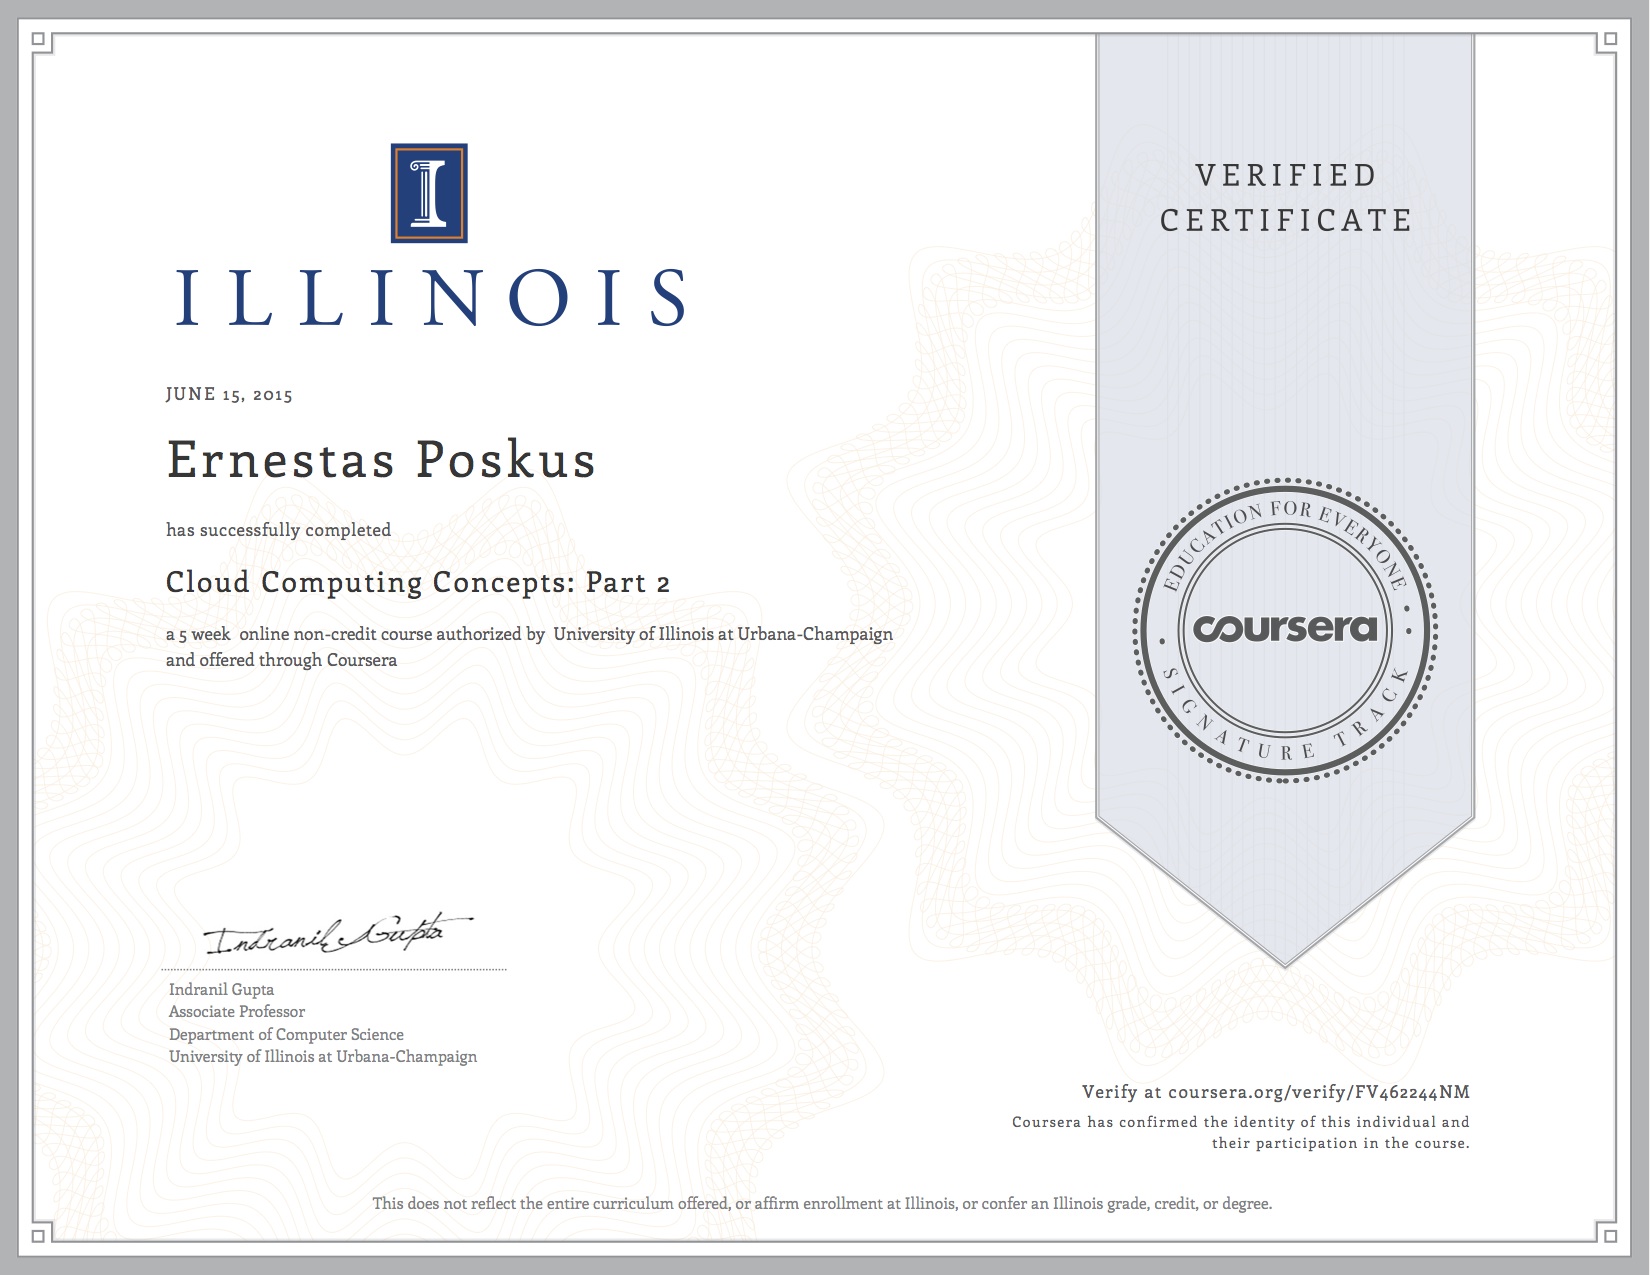 I
ILLINOIS
JUNE 15, 2015
Ernestas Poskus
has successfully completed
Cloud Computing Concepts: Part 2
a 5 week online non-credit course authorized by University of Illinois at Urbana-Champaign
and offered through Coursera
Indranil Gupta
Indranil Gupta
Associate Professor
Department of Computer Science
University of Illinois at Urbana-Champaign
VERIFIED
CERTIFICATE
EDUCATION FOR EVERYONE
coursera
SIGNATURE TRACK
Verify at coursera.org/verify/FV462244NM
Coursera has confirmed the identity of this individual and
their participation in the course.
This does not reflect the entire curriculum offered, or affirm enrollment at Illinois, or confer an Illinois grade, credit, or degree.